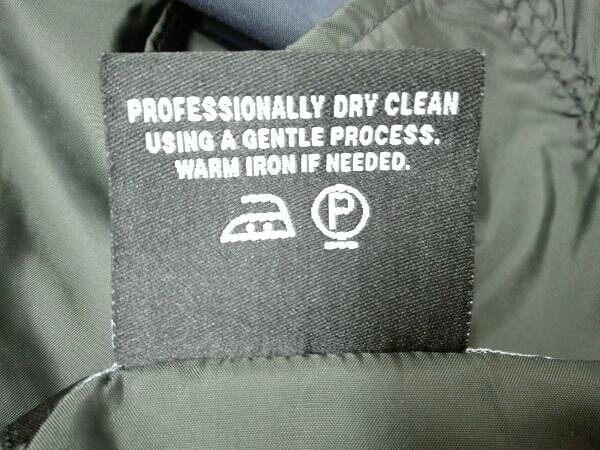 PROFESSIONALLY DRY CLEAN
USING A GENTLE PROCESS.
WARM IRON IF NEEDED.
P